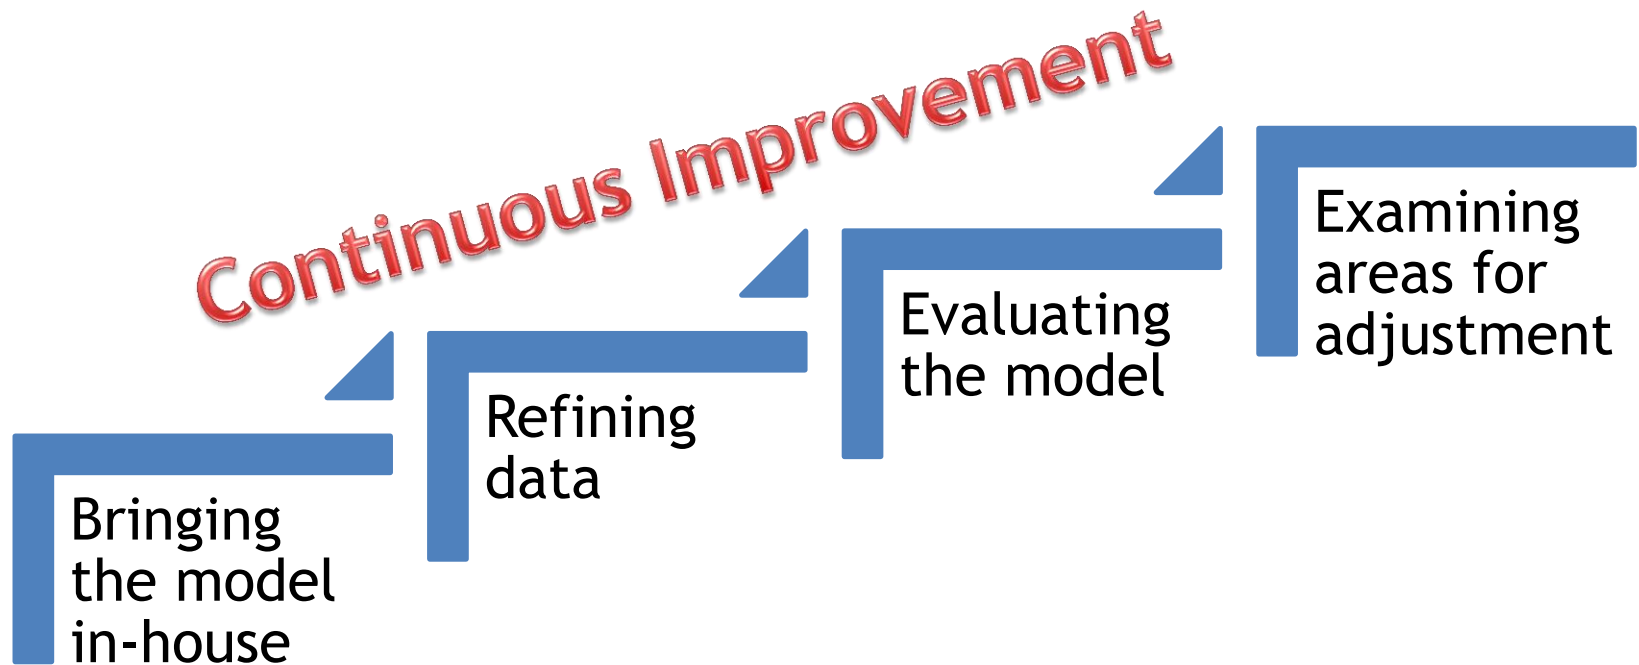 Continuous Improvement
Bringing
the model
in-house
Refining
data
Evaluating
the model
Examining
areas for
adjustment